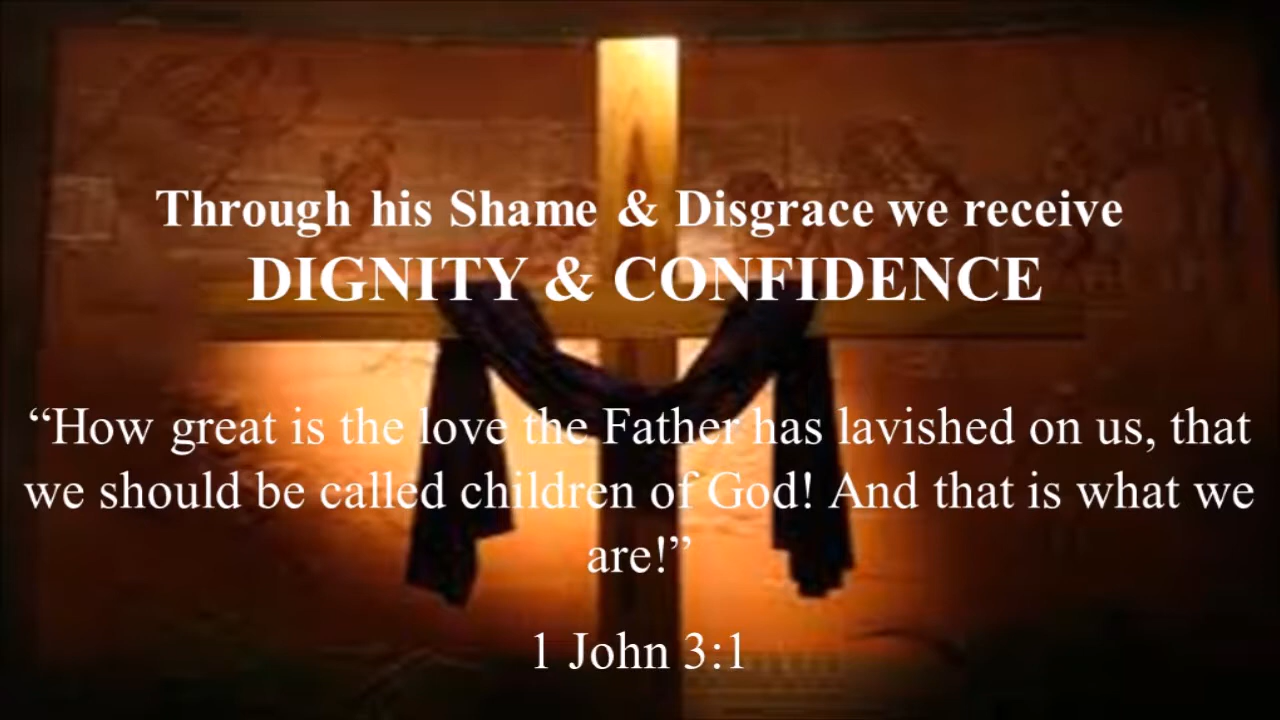 Through his Shame & Disgrace we receive
DIGNITY & CONFIDENCE
“How great is the love the Father has lavished on us, that
we should be called children of God! And that is what we
are!”
1 John 3:1